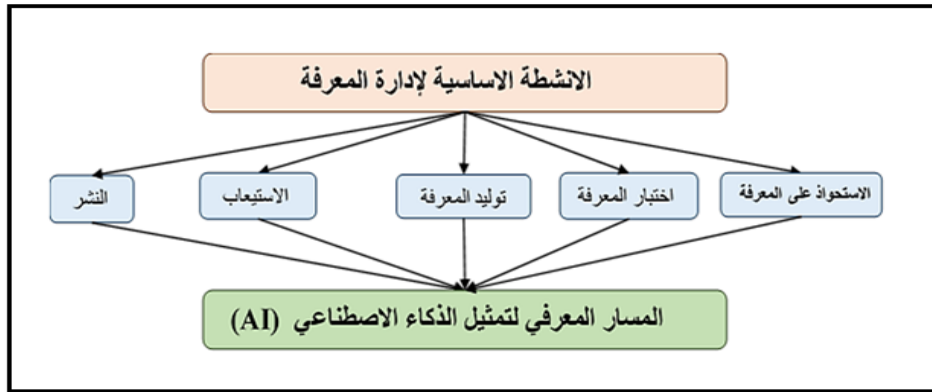 الانشطة الاساسية لإدارة المعرفة
الاستحواذ على المعرفة
اختبار المعرفة
توليد المعرفة
الاستيعاب
النشر
المسار المعرفي لتمثيل الذكاء الاصطناعي (AI)